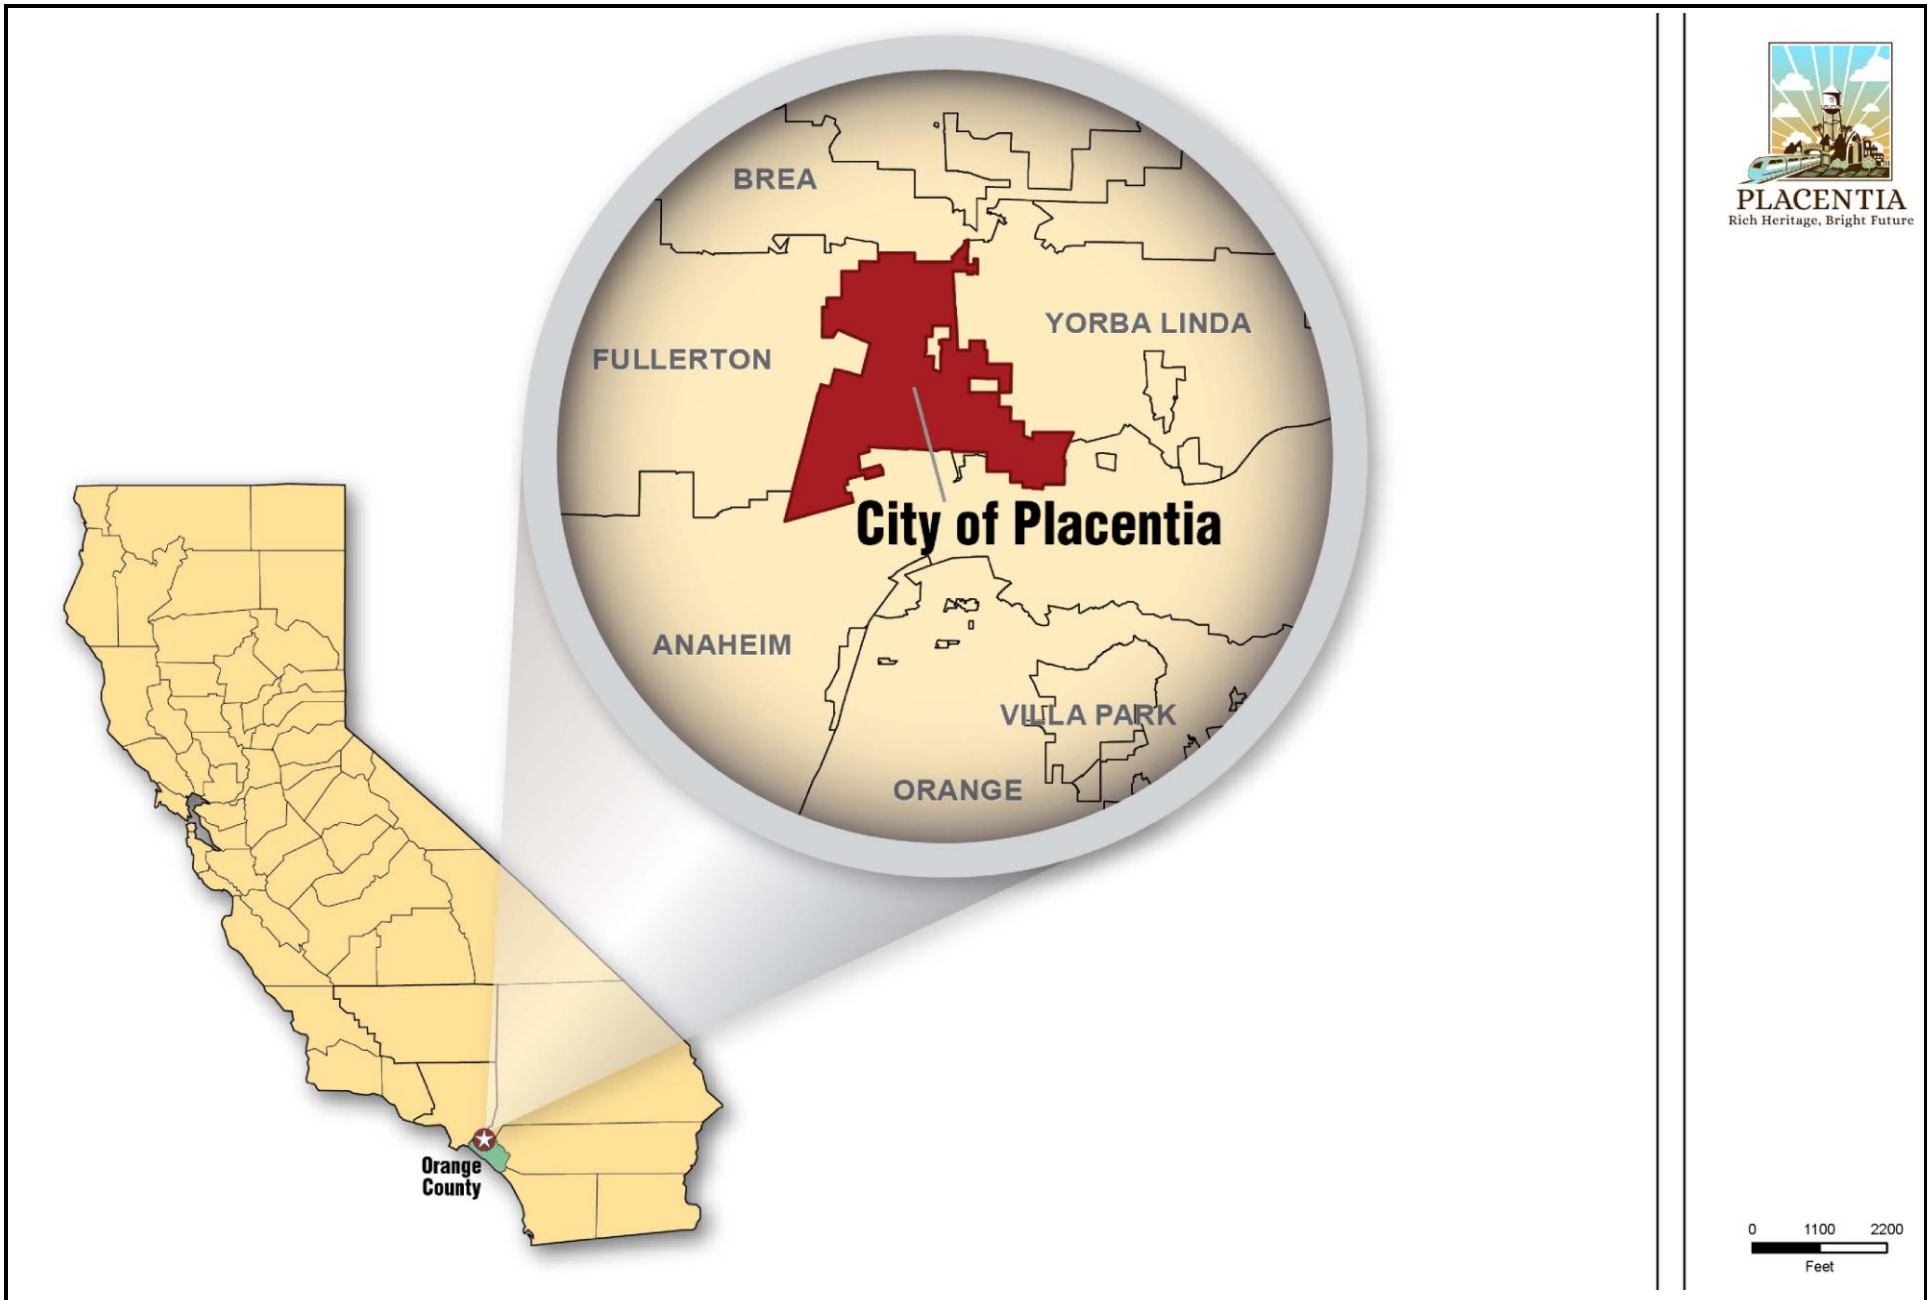 BREA
YORBA LINDA
FULLERTON
City of Placentia
ANAHEIM
VILLA PARK
ORANGE
Orange
County
PLACENTIA
Rich Heritage, Bright Future
0 1100 2200
Feet